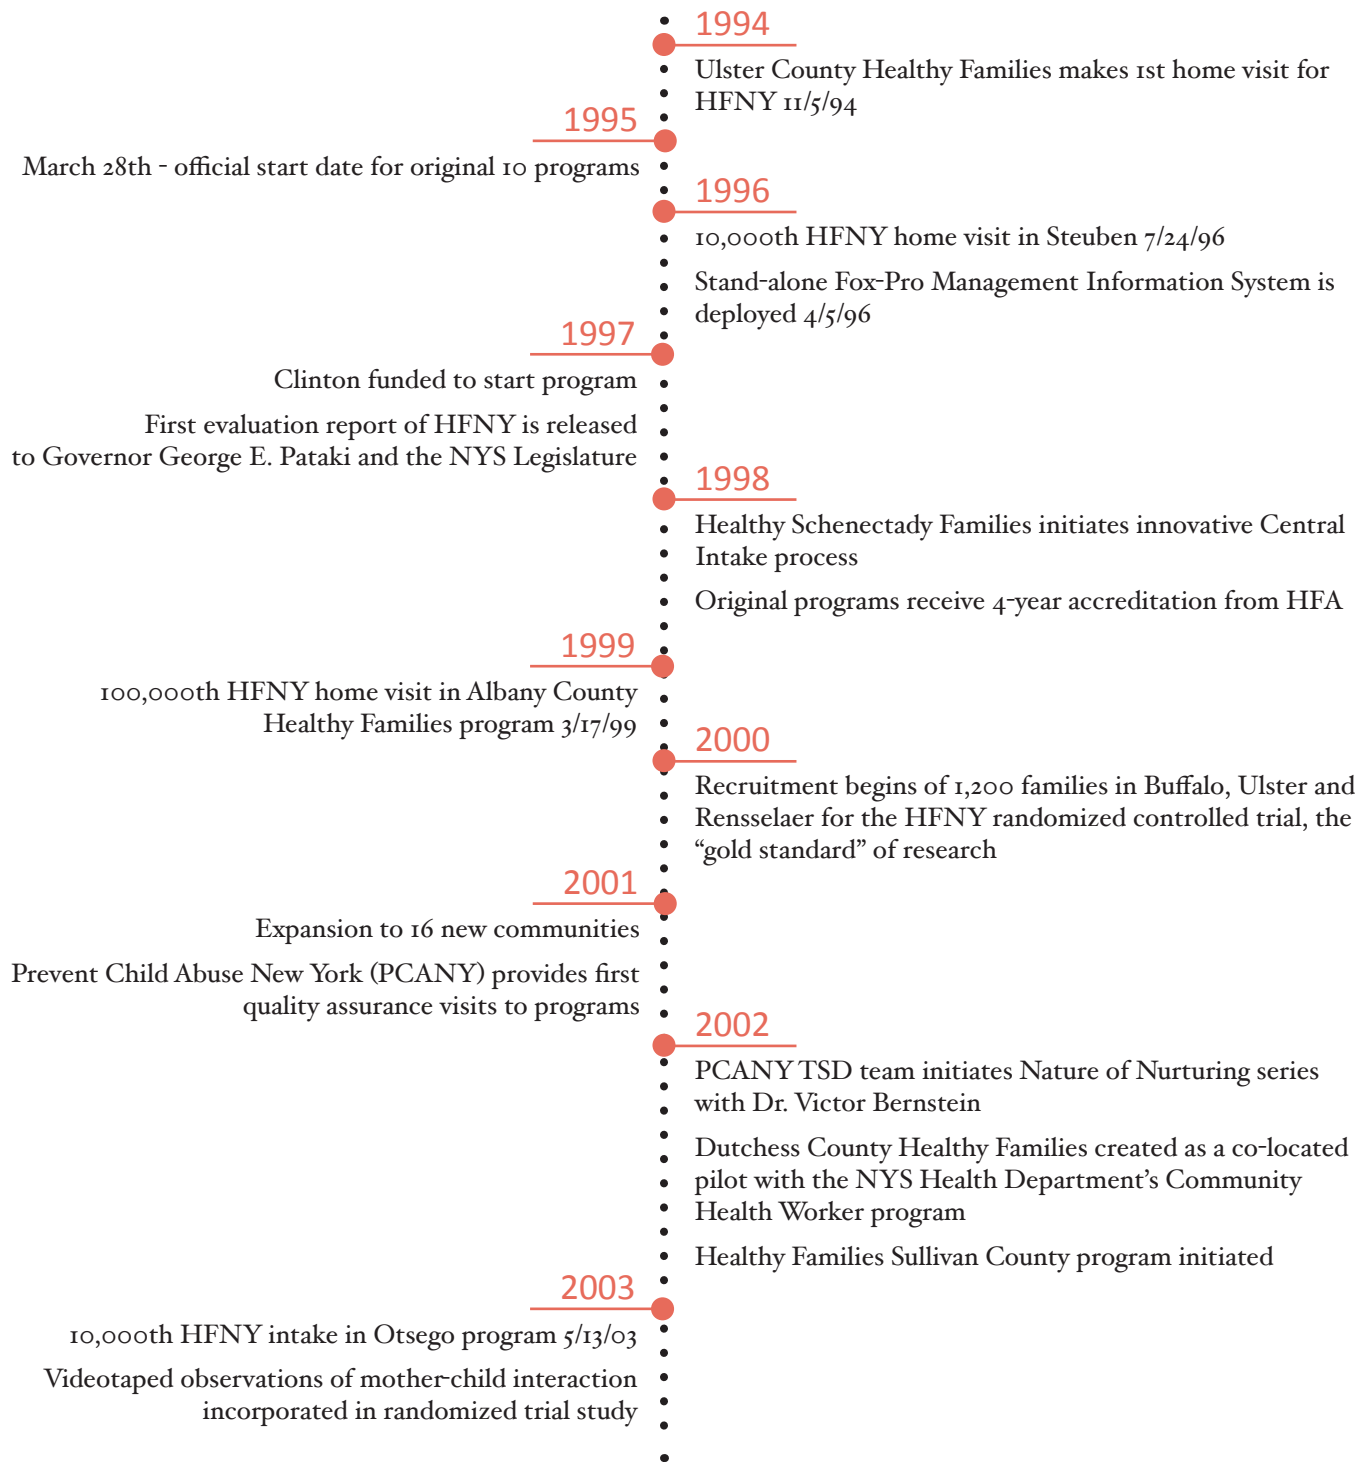 1994
Ulster County Healthy Families makes 1st home visit for
HFNY 11/5/94
1995
March 28th - official start date for original 10 programs
1996
10,000th HFNY home visit in Steuben 7/24/96
Stand-alone Fox-Pro Management Information System is
deployed 4/5/96
1997
Clinton funded to start program
First evaluation report of HFNY is released
to Governor George E. Pataki and the NYS Legislature
1998
Healthy Schenectady Families initiates innovative Central
Intake process
Original programs receive 4-year accreditation from HFA
1999
100,000th HFNY home visit in Albany County
Healthy Families program 3/17/99
2000
Recruitment begins of 1,200 families in Buffalo, Ulster and
Rensselaer for the HFNY randomized controlled trial, the
“gold standard” of research
2001
Expansion to 16 new communities
Prevent Child Abuse New York (PCANY) provides first
quality assurance visits to programs
2002
PCANY TSD team initiates Nature of Nurturing series
with Dr. Victor Bernstein
Dutchess County Healthy Families created as a co-located
pilot with the NYS Health Department’s Community
Health Worker program
Healthy Families Sullivan County program initiated
2003
10,000th HFNY intake in Otsego program 5/13/03
Videotaped observations of mother-child interaction
incorporated in randomized trial study